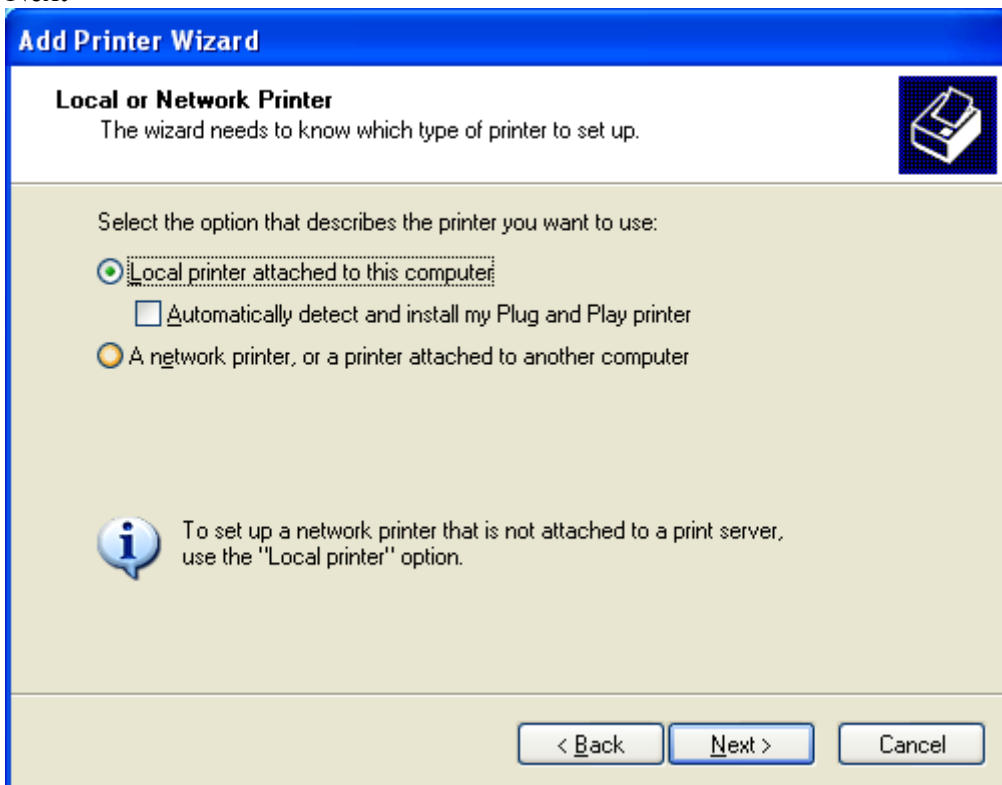 Add Printer Wizard
Local or Network Printer
The wizard needs to know which type of printer to set up.
Select the option that describes the printer you want to use:
Local printer attached to this computer
Automatically detect and install my Plug and Play printer
A network printer, or a printer attached to another computer
To set up a network printer that is not attached to a print server,
use the "Local printer" option.
< Back
Next >
Cancel